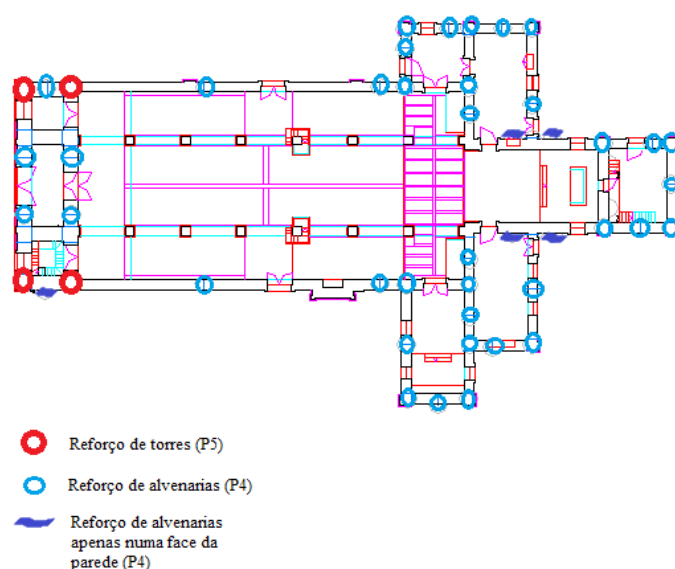 Reforço de torres (P5)
Reforço de alvenarias (P4)
Reforço de alvenarias
apenas numa face da
parede (P4)